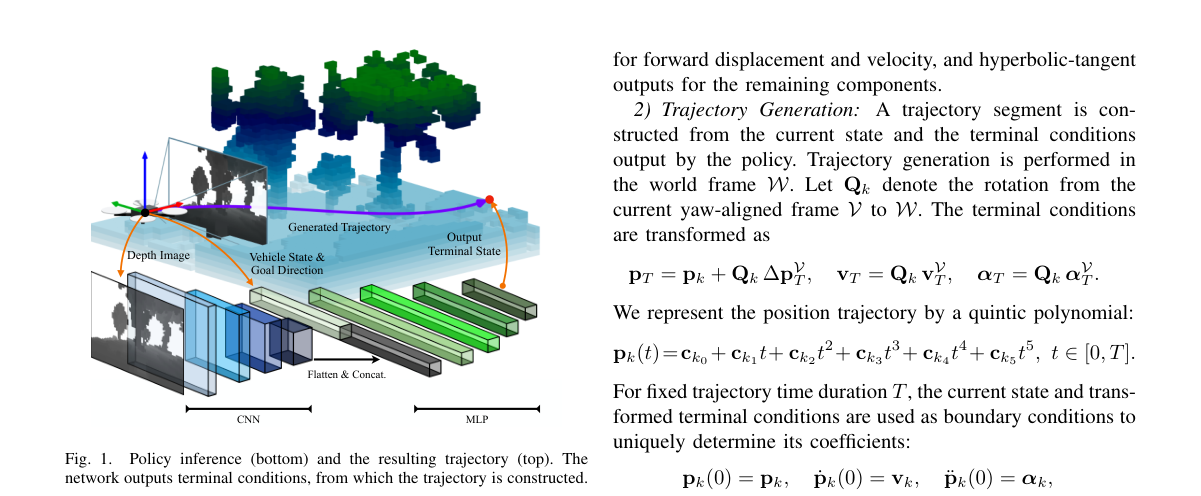 Depth Image
Vehicle State &
Goal Direction
Generated Trajectory
Output
Terminal State
Flatten & Concat.
CNN
MLP
Fig. 1. Policy inference (bottom) and the resulting trajectory (top). The
network outputs terminal conditions, from which the trajectory is constructed.
for forward displacement and velocity, and hyperbolic-tangent
outputs for the remaining components.
2) Trajectory Generation: A trajectory segment is con-
structed from the current state and the terminal conditions
output by the policy. Trajectory generation is performed in
the world frame 𝒲. Let 𝐐ₖ denote the rotation from the
current yaw-aligned frame 𝒱 to 𝒲. The terminal conditions
are transformed as
𝐩_T = 𝐩_k + 𝐐_k Δ𝐩_T^𝒱, 𝐯_T = 𝐐_k 𝐯_T^𝒱, 𝜶_T = 𝐐_k 𝜶_T^𝒱.
We represent the position trajectory by a quintic polynomial:
𝐩_k(t)=𝐜_{k_0} + 𝐜_{k_1}t + 𝐜_{k_2}t^2 + 𝐜_{k_3}t^3 + 𝐜_{k_4}t^4 + 𝐜_{k_5}t^5, t ∈ [0, T].
For fixed trajectory time duration T, the current state and trans-
formed terminal conditions are used as boundary conditions to
uniquely determine its coefficients:
𝐩_k(0) = 𝐩_k, 𝐩̇_k(0) = 𝐯_k, 𝐩̈_k(0) = 𝜶_k,